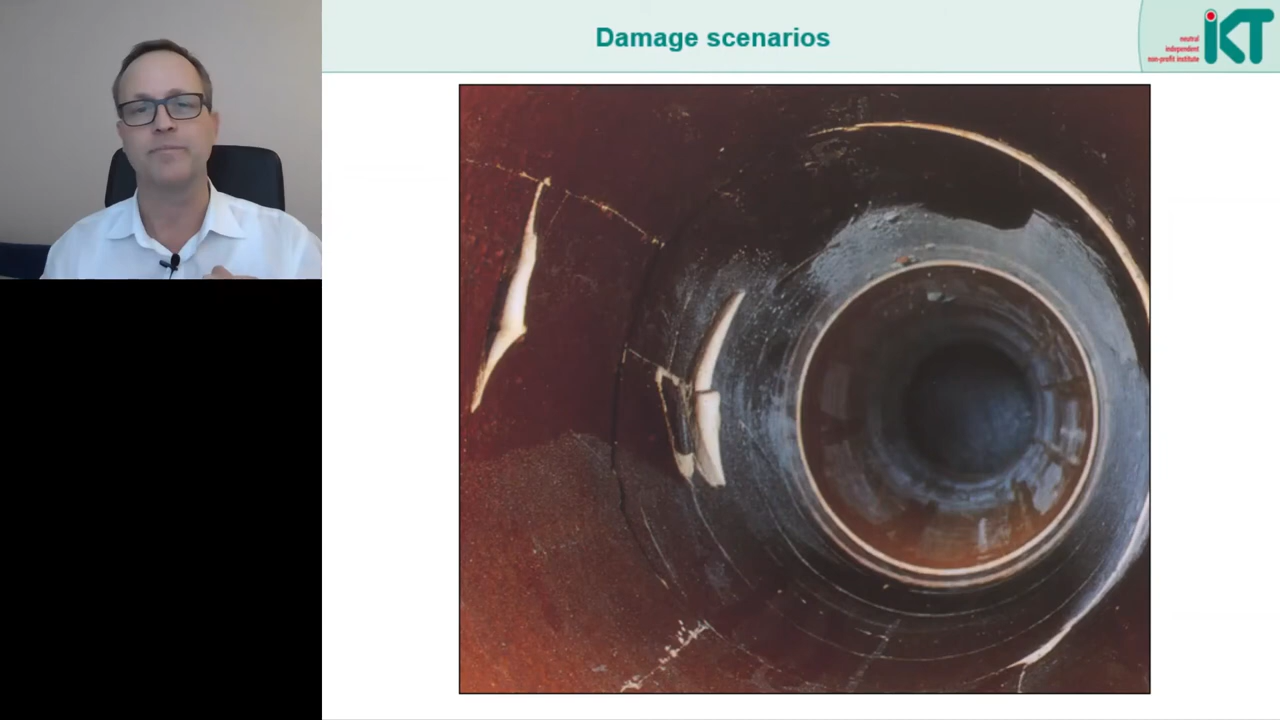 Damage scenarios
neutral
independent
non-profit institute
iKT